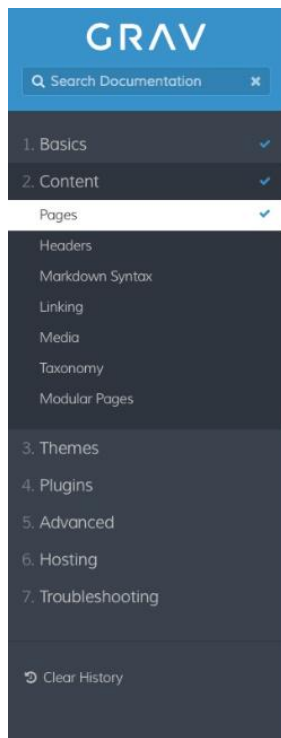 GRAV
Search Documentation
1. Basics
2. Content
Pages
Headers
Markdown Syntax
Linking
Media
Taxonomy
Modular Pages
3. Themes
4. Plugins
5. Advanced
6. Hosting
7. Troubleshooting
Clear History